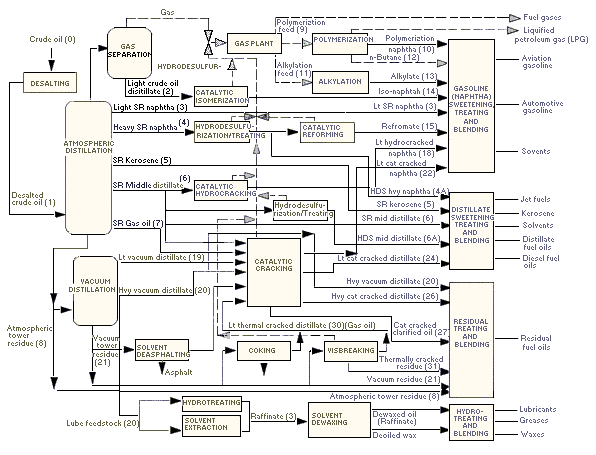 Gas
Fuel gases
Polymeriztion
feed (9)
Liquified
petroleum gas (LPG)
Crude oil (0)
GAS
SEPARATION
GAS PLANT
POLYMERIZATION
Polymeriztion
naphtha (10)
n-Butane (12)
Aviation
gasoline
HYDRODESULFUR-
Alkylation
feed (11)
DESALTING
Light crude oil
ditillate (2)
CATALYTIC
ISOMERIZATION
ALKYLATION
Alkylate (13)
Iso-naphtah (14)
GASOLINE
(NAPHTHA)
SWEETENING
TREATING
AND
BLENDING
Automotive
gasoline
Light SR naphtha (3)
Lt SR naphtha (3)
Heavy SR naphtha (4)
HYDRODESULFU-
RIZATION/TREATING
CATALYTIC
REFORMING
Refromate (15)
ATMOSPHERIC
DISTILLATION
Lt hydrocracked
naphtha (18)
Solvents
SR Kerosene (5)
Lt cat cracked
naphtha (22)
SR Middle distillate
(6)
CATALYTIC
HYDROCRACKING
HDS hvy naphtha (4A)
Desalted
crude oil (1)
Hydrodesulfu-
rization/Treating
SR kerosene (5)
Jet fuels
SR Gas oil (7)
SR mid distillate (6)
DISTILLATE
SWEETENING
TREATING
AND
BLENDING
Kerosene
Solvents
HDS mid distillate (6A)
Distillate
fuel oils
Lt vacuum distillate (19)
CATALYTIC
CRACKING
Lt cat cracked distillate (24)
Diesel fuel
oils
VACUUM
DISTILLATION
Hvy vacuum distillate (20)
Hvy vacuum distillate (20)
Hvy cat cracked distillate (26)
Atmospheric
tower
residue (8)
Lt thermal cracked distillate (30)(Gas oil)
Cat cracked
clarified oil (27
RESIDUAL
TREATING
AND
BLENDING
Residual
fuel oils
Vacuum
tower
residue
(21)
SOLVENT
DEASPHALTING
COKING
VISBREAKING
Thermally cracked
residue (31)
Asphalt
Vacuum residue (21)
Atmospheric tower residue (8)
HYDROTREATING
Lube feedstock (20)
SOLVENT
EXTRACTION
Raffinate (3)
SOLVENT
DEWAXING
Dewaxed oil
(Raffinate)
Deoiled wax
HYDRO-
TREATING
AND
BLENDING
Lubricants
Greases
Waxes